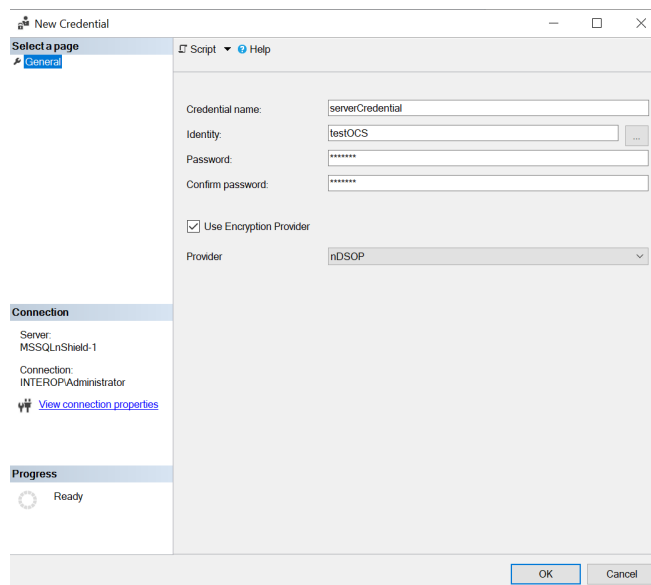 New Credential
Select a page
General
Script Help
Credential name: serverCredential
Identity: testOCS ...
Password: *******
Confirm password: *******
Use Encryption Provider
Provider nDSOP
Connection
Server:
MSSQLnShield-1
Connection:
INTEROP\Administrator
View connection properties
Progress
Ready
OK Cancel